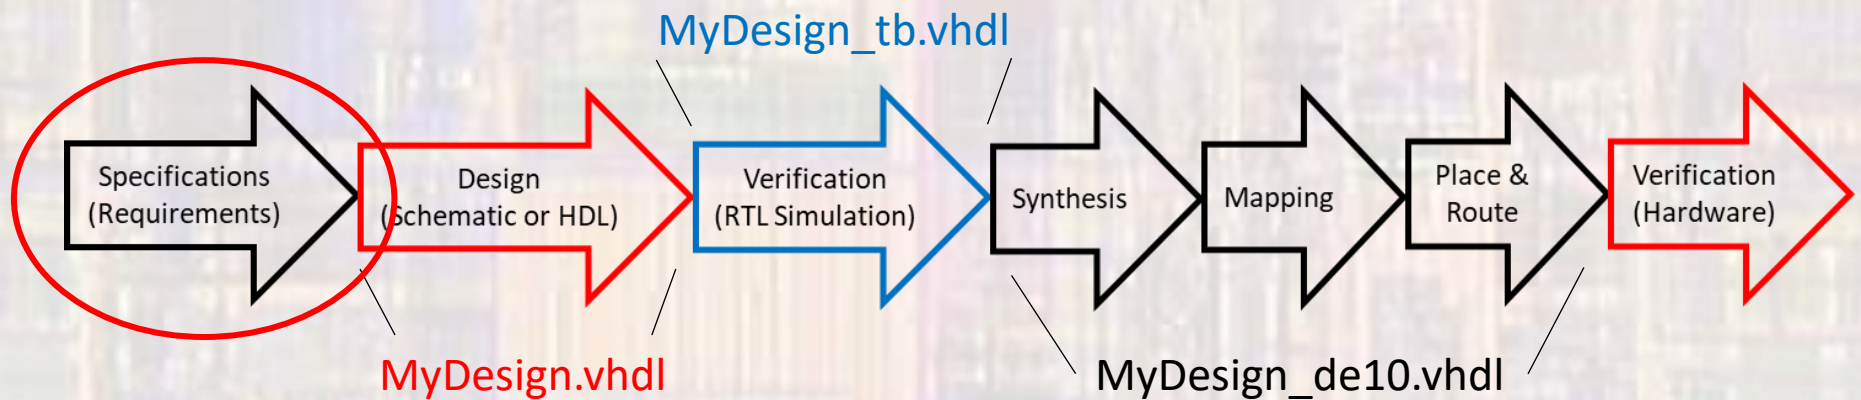 MyDesign_tb.vhdl
Specifications
(Requirements)
Design
(Schematic or HDL)
Verification
(RTL Simulation)
Synthesis
Mapping
Place &
Route
Verification
(Hardware)
MyDesign.vhdl
MyDesign_de10.vhdl